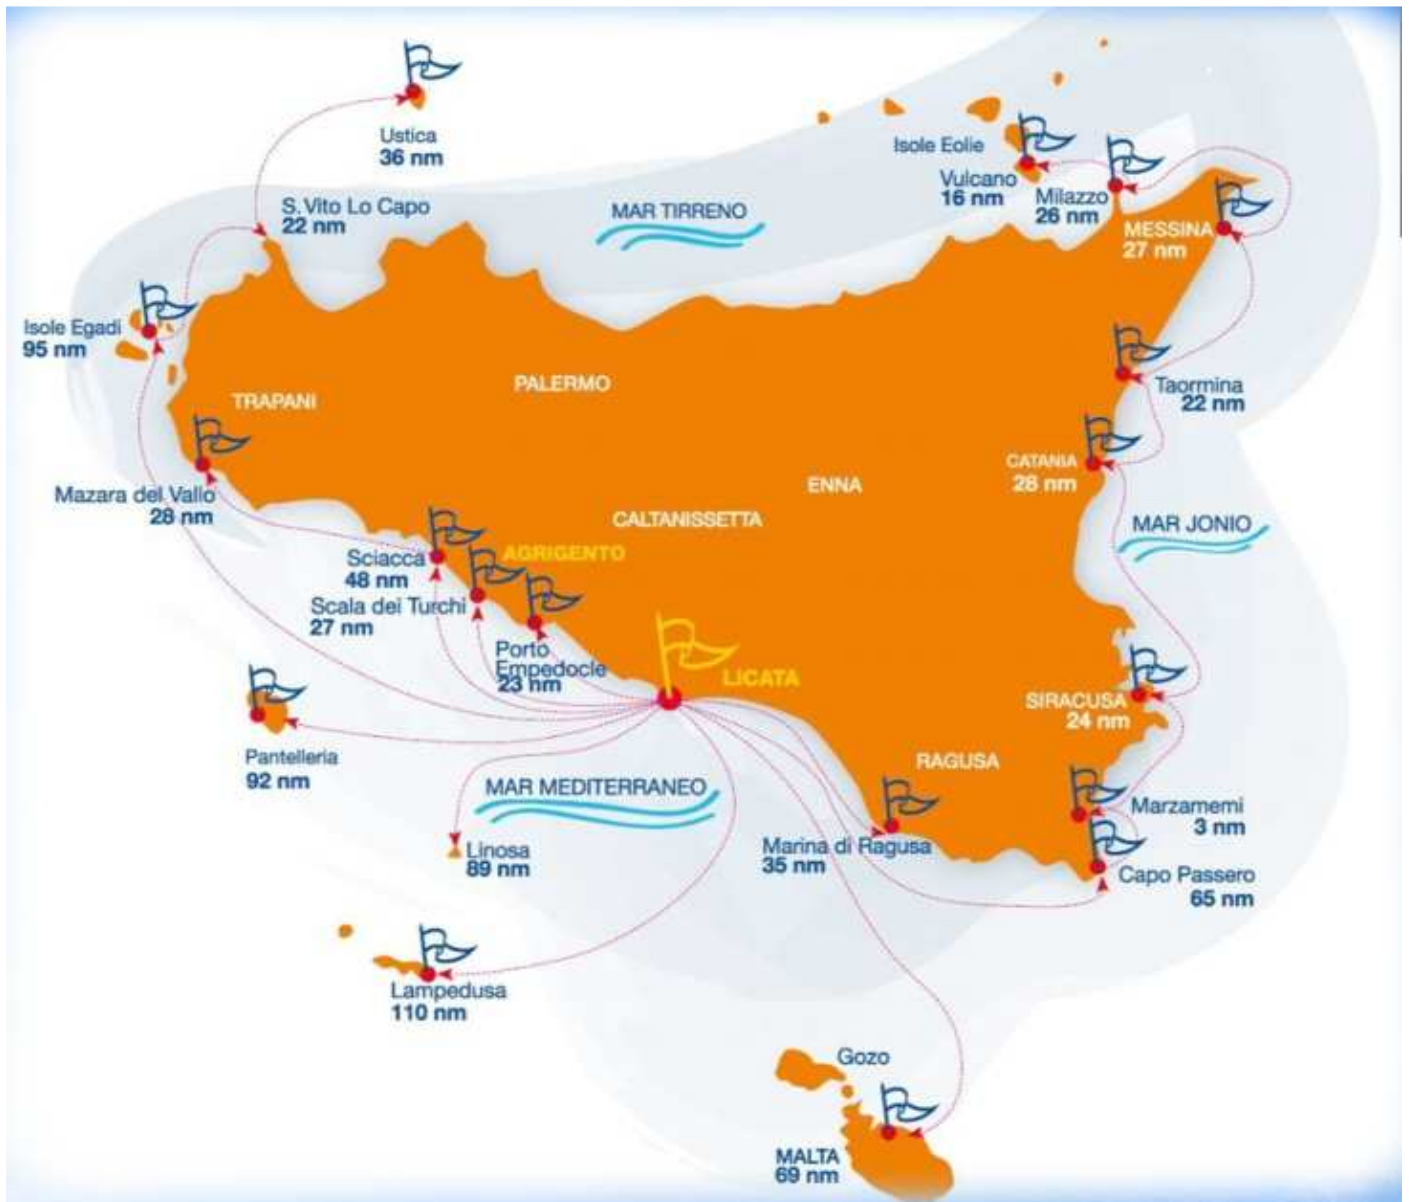 Ustica
36 nm
S. Vito Lo Capo
22 nm
MAR TIRRENO
Isole Eolie
Vulcano
16 nm
Milazzo
26 nm
MESSINA
27 nm
Isole Egadi
95 nm
TRAPANI
PALERMO
Taormina
22 nm
Mazara del Vallo
28 nm
CATANIA
28 nm
ENNA
CALTANISSETTA
MAR JONIO
AGRIGENTO
Sciacca
48 nm
Scala dei Turchi
27 nm
Porto
Empedocle
23 nm
LICATA
SIRACUSA
24 nm
Pantelleria
92 nm
RAGUSA
MAR MEDITERRANEO
Marzamemi
3 nm
Linosa
89 nm
Marina di Ragusa
35 nm
Capo Passero
65 nm
Lampedusa
110 nm
Gozo
MALTA
69 nm